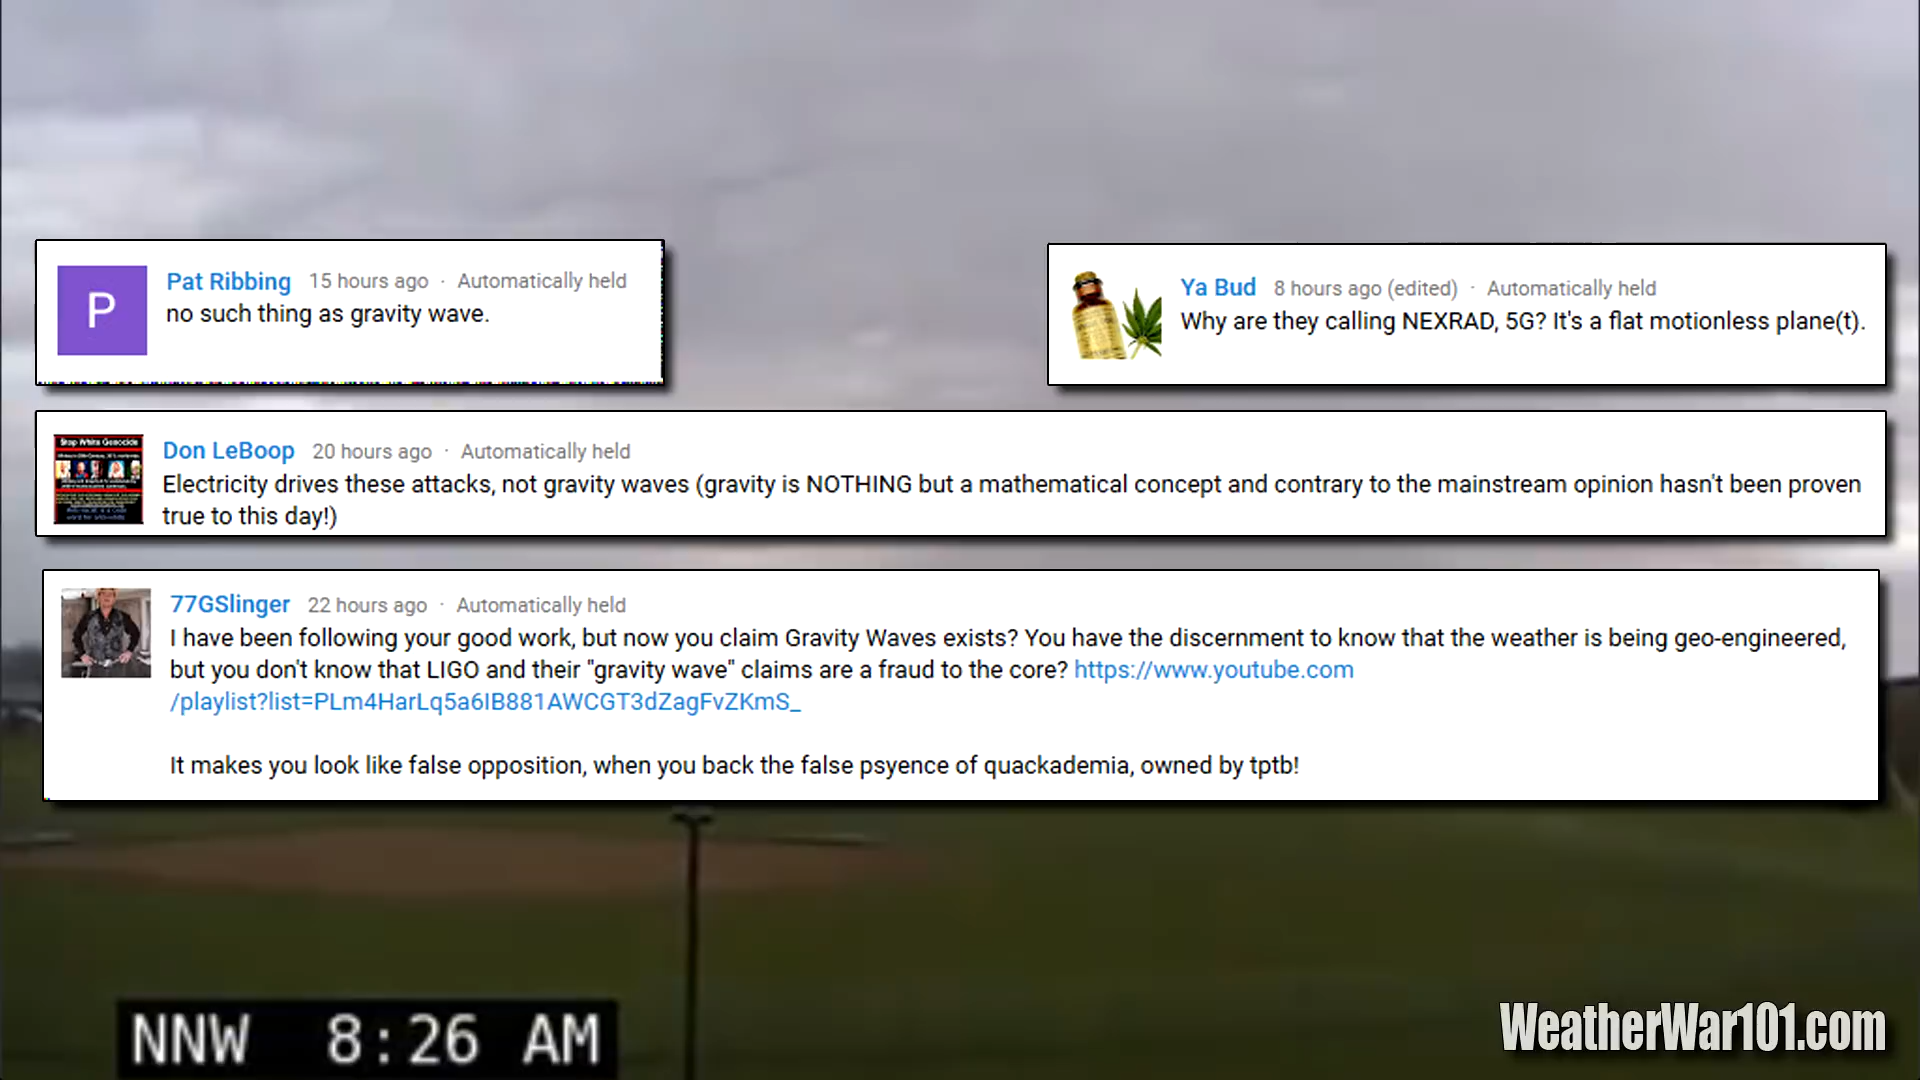 Pat Ribbing 15 hours ago · Automatically held
P
no such thing as gravity wave.
Ya Bud 8 hours ago (edited) · Automatically held
Why are they calling NEXRAD, 5G? It's a flat motionless plane(t).
Stop White Genocide
Don LeBoop 20 hours ago · Automatically held
Electricity drives these attacks, not gravity waves (gravity is NOTHING but a mathematical concept and contrary to the mainstream opinion hasn't been proven
true to this day!)
77GSlinger 22 hours ago · Automatically held
I have been following your good work, but now you claim Gravity Waves exists? You have the discernment to know that the weather is being geo-engineered,
but you don't know that LIGO and their "gravity wave" claims are a fraud to the core? https://www.youtube.com
/playlist?list=PLm4HarLq5a6IB881AWCGT3dZagFvZKmS_
It makes you look like false opposition, when you back the false psyence of quackademia, owned by tptb!
NNW 8:26 AM
WeatherWar101.com